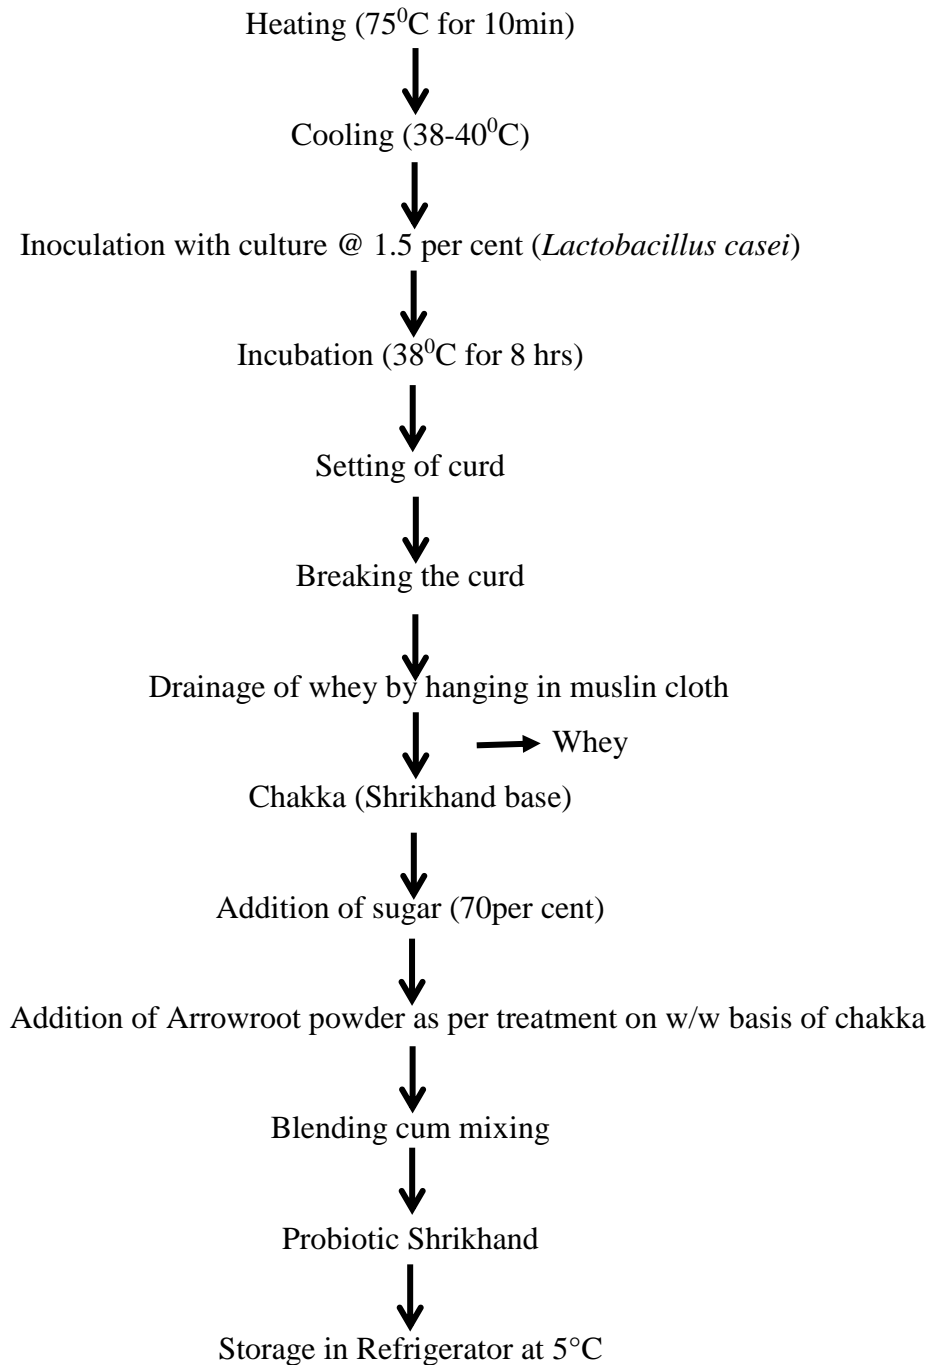 Heating (75⁰C for 10min)
Cooling (38-40⁰C)
Inoculation with culture @ 1.5 per cent (Lactobacillus casei)
Incubation (38⁰C for 8 hrs)
Setting of curd
Breaking the curd
Drainage of whey by hanging in muslin cloth
Whey
Chakka (Shrikhand base)
Addition of sugar (70per cent)
Addition of Arrowroot powder as per treatment on w/w basis of chakka
Blending cum mixing
Probiotic Shrikhand
Storage in Refrigerator at 5°C